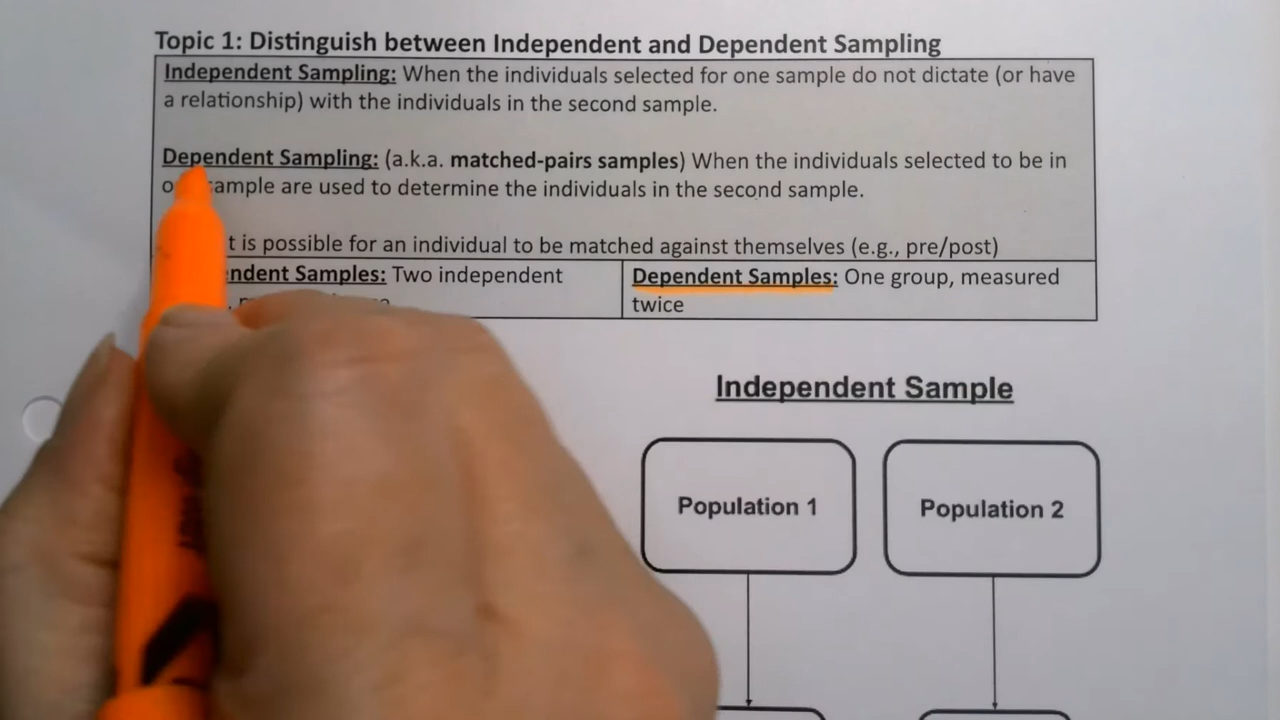 Topic 1: Distinguish between Independent and Dependent Sampling
Independent Sampling: When the individuals selected for one sample do not dictate (or have
a relationship) with the individuals in the second sample.
Dependent Sampling: (a.k.a. matched-pairs samples) When the individuals selected to be in
are used to determine the individuals in the second sample.
is possible for an individual to be matched against themselves (e.g., pre/post)
Samples: Two independent
Dependent Samples: One group, measured
twice
Independent Sample
Population 1
Population 2